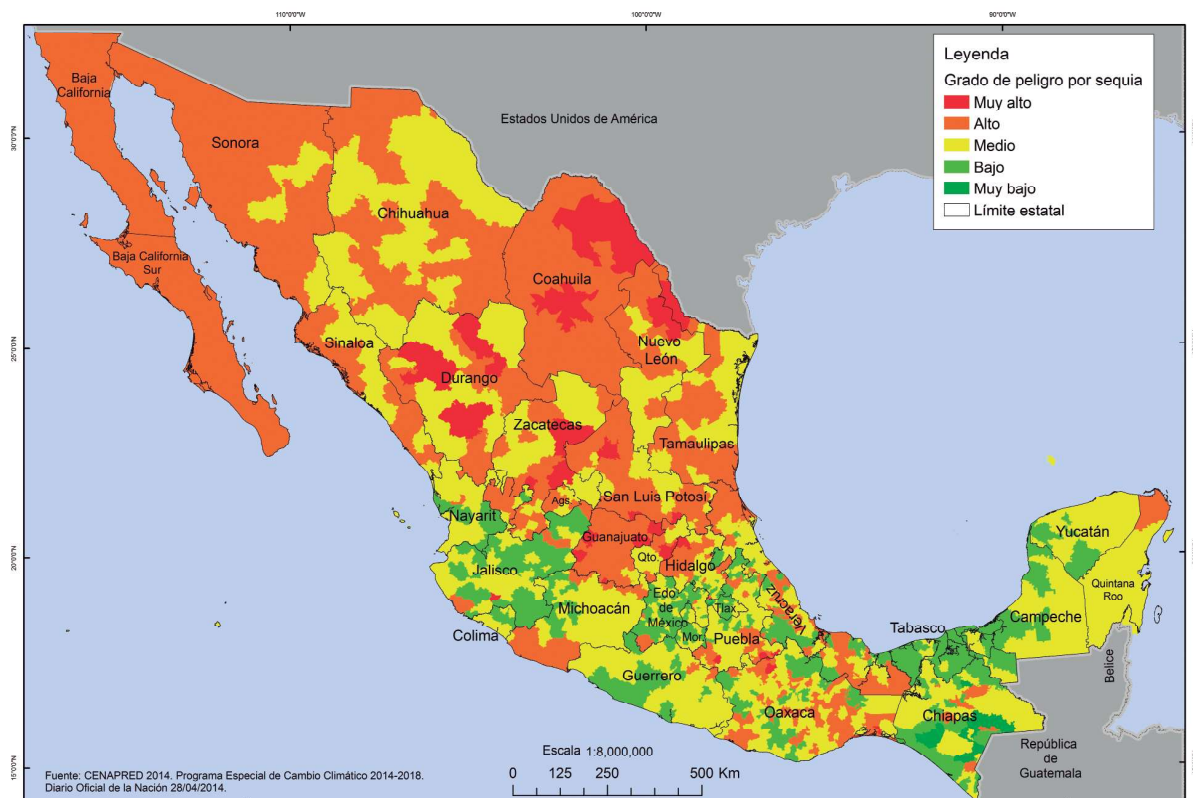 110°0'0"W
100°0'0"W
90°0'0"W
30°0'0"N
25°0'0"N
20°0'0"N
15°0'0"N
Leyenda
Grado de peligro por sequia
Muy alto
Alto
Medio
Bajo
Muy bajo
Límite estatal
Estados Unidos de América
Baja
California
Sonora
Chihuahua
Baja California
Sur
Coahuila
Sinaloa
Nuevo
León
Durango
Zacatecas
Tamaulipas
San Luis Potosí
Ags.
Nayarit
Guanajuato
Qto.
Hidalgo
Jalisco
Michoacán
Edo
de
México
Tlax.
Mor.
Puebla
Veracruz
Colima
Guerrero
Oaxaca
Tabasco
Chiapas
Yucatán
Quintana
Roo
Campeche
Belice
República
de
Guatemala
Escala 1:8,000,000
0 125 250 500 Km
Fuente: CENAPRED 2014. Programa Especial de Cambio Climático 2014-2018.
Diario Oficial de la Nación 28/04/2014.